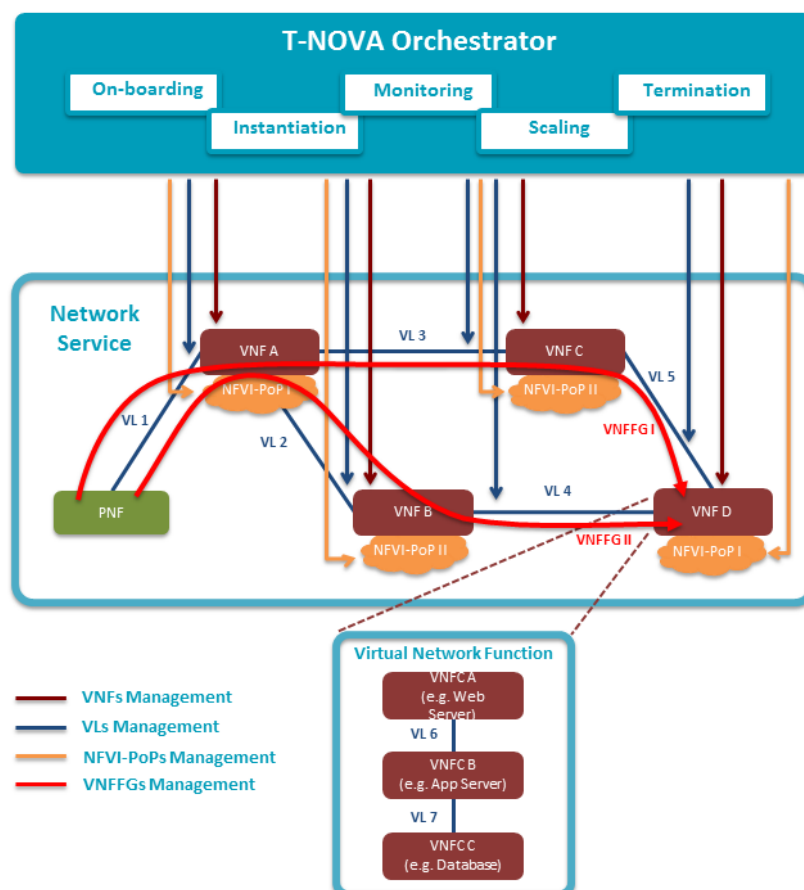 T-NOVA Orchestrator
On-boarding
Monitoring
Termination
Instantiation
Scaling
Network
Service
VL 3
VNF A
VNF C
NFVI-PoP I
NFVI-PoP II
VL 5
VL 1
VL 2
VNFFG I
PNF
VNF B
VL 4
VNF D
VNFFG II
NFVI-PoP II
NFVI-PoP I
Virtual Network Function
VNFC A
(e.g. Web
Server)
VL 6
VNFC B
(e.g. App Server)
VL 7
VNFC C
(e.g. Database)
VNFs Management
VLs Management
NFVI-PoPs Management
VNFFGs Management